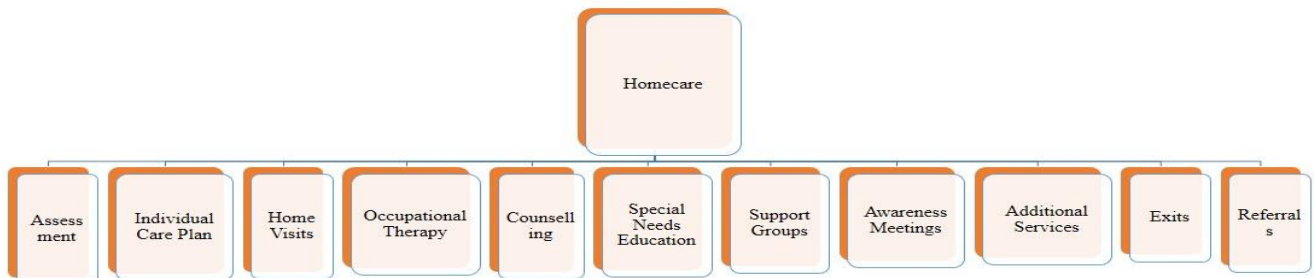 Homecare
Assess
ment
Individual
Care Plan
Home
Visits
Occupational
Therapy
Counsell
ing
Special
Needs
Education
Support
Groups
Awareness
Meetings
Additional
Services
Exits
Referral
s